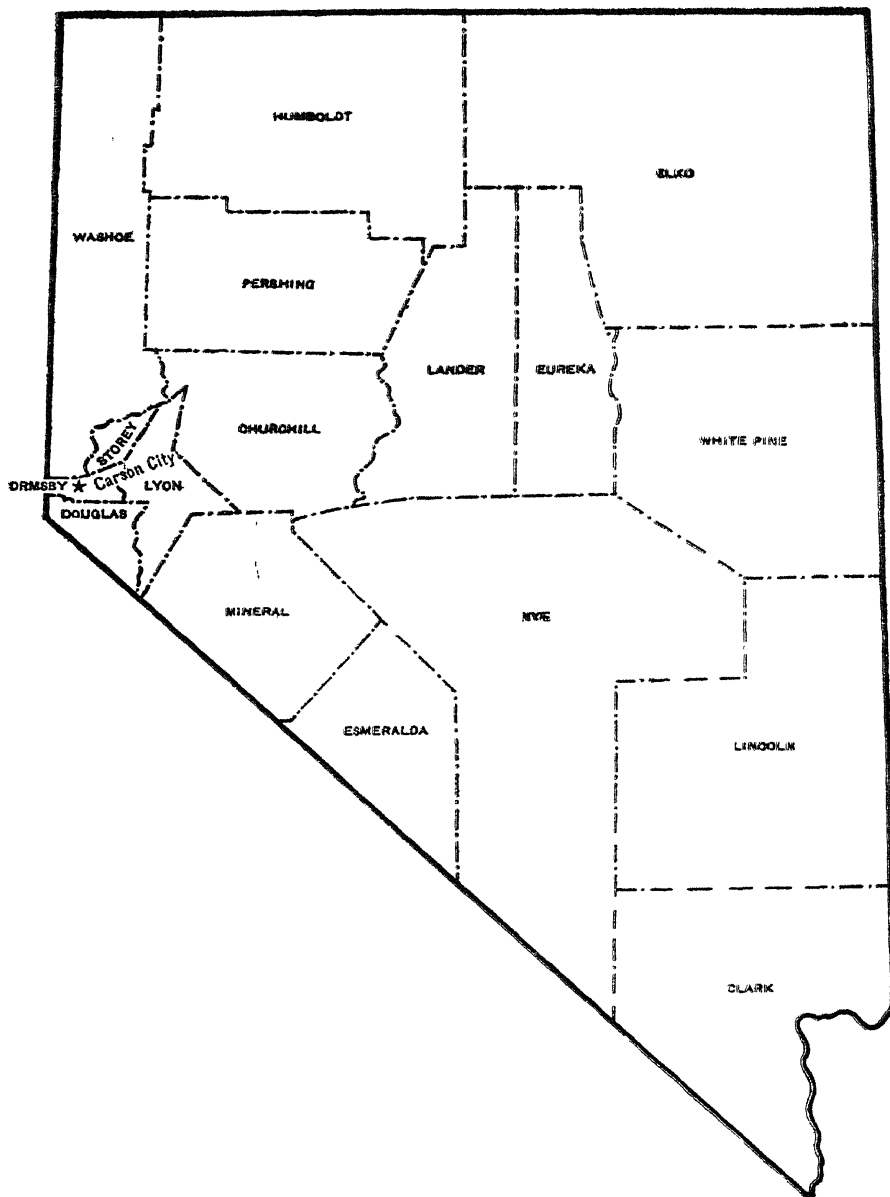 HUMBOLDT
ELKO
WASHOE
PERSHING
LANDER
EUREKA
CHURCHILL
STOREY
WHITE PINE
Carson City
ORMSBY
LYON
DOUGLAS
MINERAL
NYE
ESMERALDA
LINCOLN
CLARK